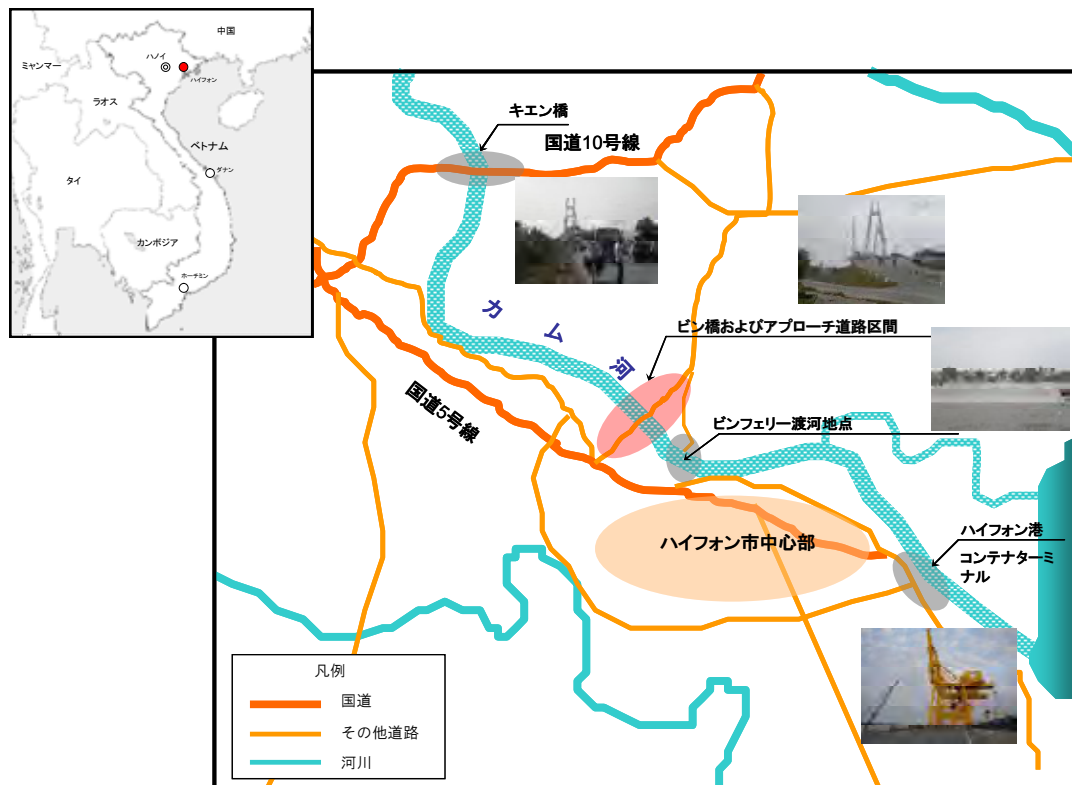 中国
ハノイ
ミャンマー
ハイフォン
ラオス
ベトナム
タイ
ダナン
カンボジア
ホーチミン
キエン橋
国道10号線
カム河
ビン橋およびアプローチ道路区間
国道5号線
ビンフェリー渡河地点
ハイフォン市中心部
ハイフォン港
コンテナターミ
ナル
凡例
国道
その他道路
河川